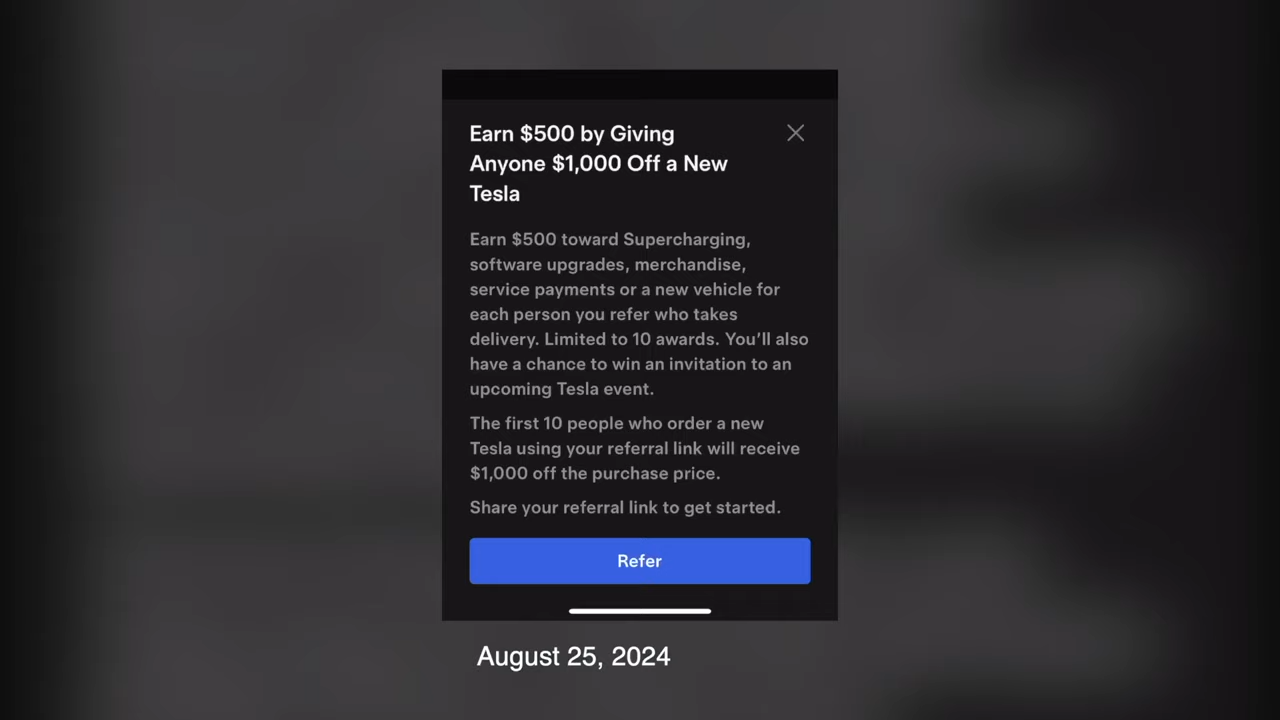 Earn $500 by Giving
Anyone $1,000 Off a New
Tesla
Earn $500 toward Supercharging,
software upgrades, merchandise,
service payments or a new vehicle for
each person you refer who takes
delivery. Limited to 10 awards. You’ll also
have a chance to win an invitation to an
upcoming Tesla event.
The first 10 people who order a new
Tesla using your referral link will receive
$1,000 off the purchase price.
Share your referral link to get started.
Refer
August 25, 2024